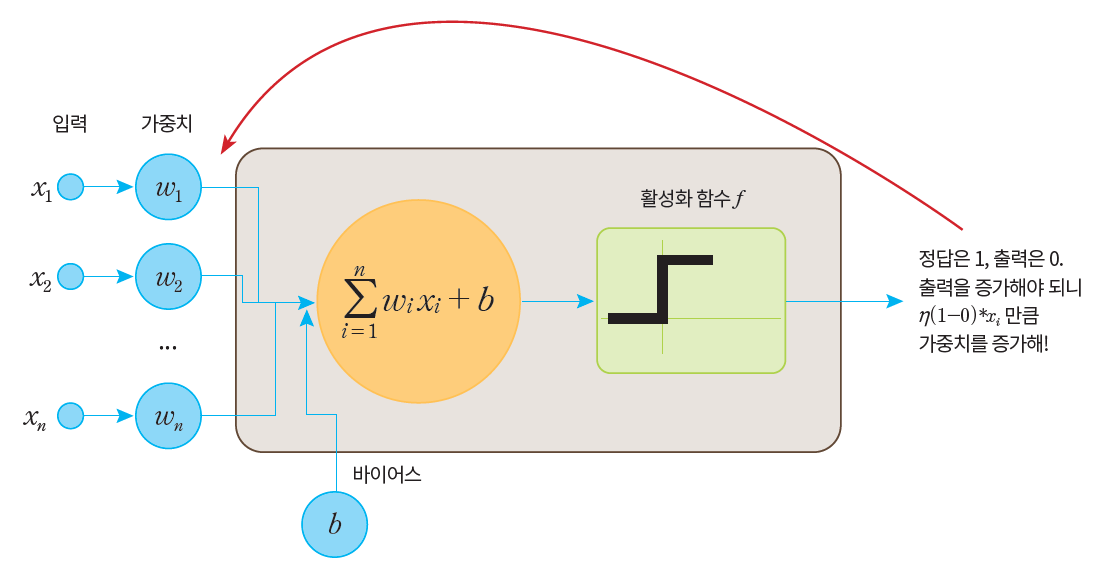 입력
가중치
x₁
w₁
x₂
w₂
...
xₙ
wₙ
n
∑ wᵢxᵢ + b
i=1
활성화 함수 f
바이어스
b
정답은 1, 출력은 0.
출력을 증가해야 되니
η(1−0)*xᵢ 만큼
가중치를 증가해!